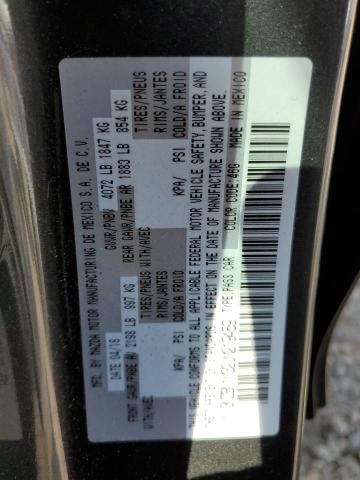 MFG. BY MAZDA MOTOR MANUFACTURING DE MEXICO S.A. DE C.V.
DATE 04/18 GVWR/PNBV 4072 LB 1847 KG
FRONT GAWR/PNBE AV 2198 LB 997 KG REAR GAWR/PNBE AR 1883 LB 854 KG
WITH/AVEC TIRES/PNEUS WITH/AVEC TIRES/PNEUS
RIMS/JANTES RIMS/JANTES
KPA/ PSI COLD/A FROID KPA/ PSI COLD/A FROID
THIS VEHICLE CONFORMS TO ALL APPLICABLE FEDERAL MOTOR VEHICLE SAFETY, BUMPER, AND
THEFT PREVENTION STANDARDS IN EFFECT ON THE DATE OF MANUFACTURE SHOWN ABOVE.
TYPE:PASS CAR COLOR CODE:46G MADE IN MEXICO